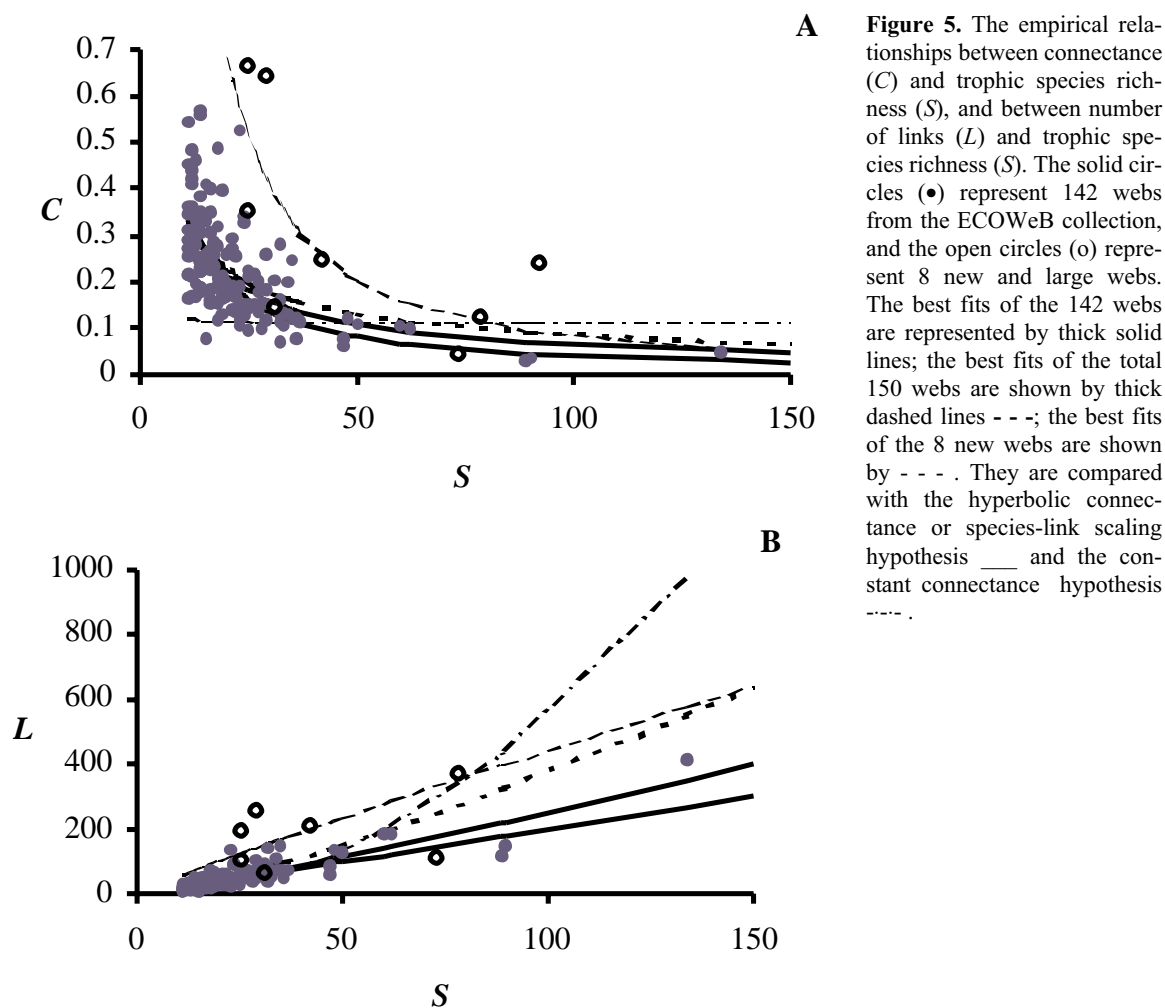 A
0.7
0.6
0.5
0.4
0.3
0.2
0.1
0
C
0 50 100 150
S
B
1000
800
600
400
200
0
L
0 50 100 150
S
Figure 5. The empirical rela-
tionships between connectance
(C) and trophic species rich-
ness (S), and between number
of links (L) and trophic spe-
cies richness (S). The solid cir-
cles (●) represent 142 webs
from the ECOWeB collection,
and the open circles (o) repre-
sent 8 new and large webs.
The best fits of the 142 webs
are represented by thick solid
lines; the best fits of the total
150 webs are shown by thick
dashed lines - - -; the best fits
of the 8 new webs are shown
by - - - . They are compared
with the hyperbolic connec-
tance or species-link scaling
hypothesis ___ and the con-
stant connectance hypothesis
-·-·- .